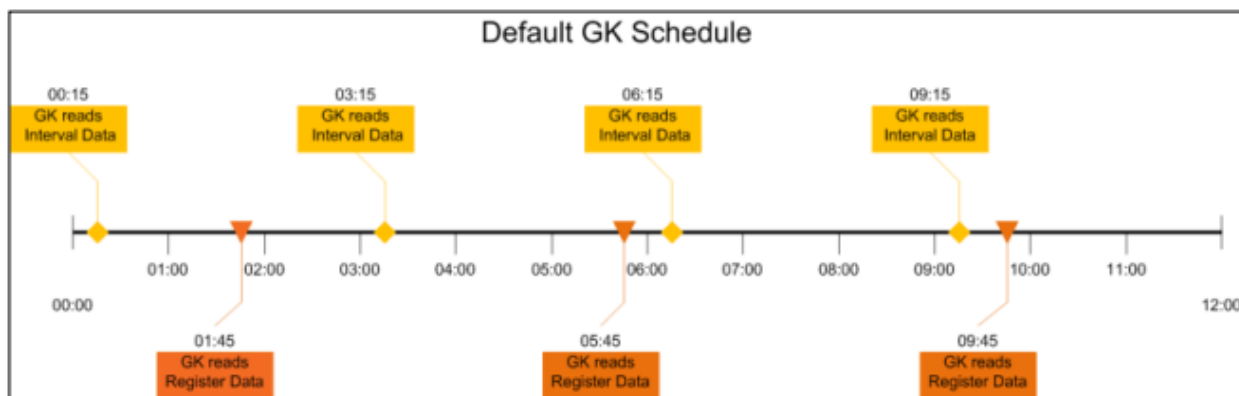 Default GK Schedule
00:15
GK reads
Interval Data
03:15
GK reads
Interval Data
06:15
GK reads
Interval Data
09:15
GK reads
Interval Data
01:00
02:00
03:00
04:00
05:00
06:00
07:00
08:00
09:00
10:00
11:00
00:00
12:00
01:45
GK reads
Register Data
05:45
GK reads
Register Data
09:45
GK reads
Register Data